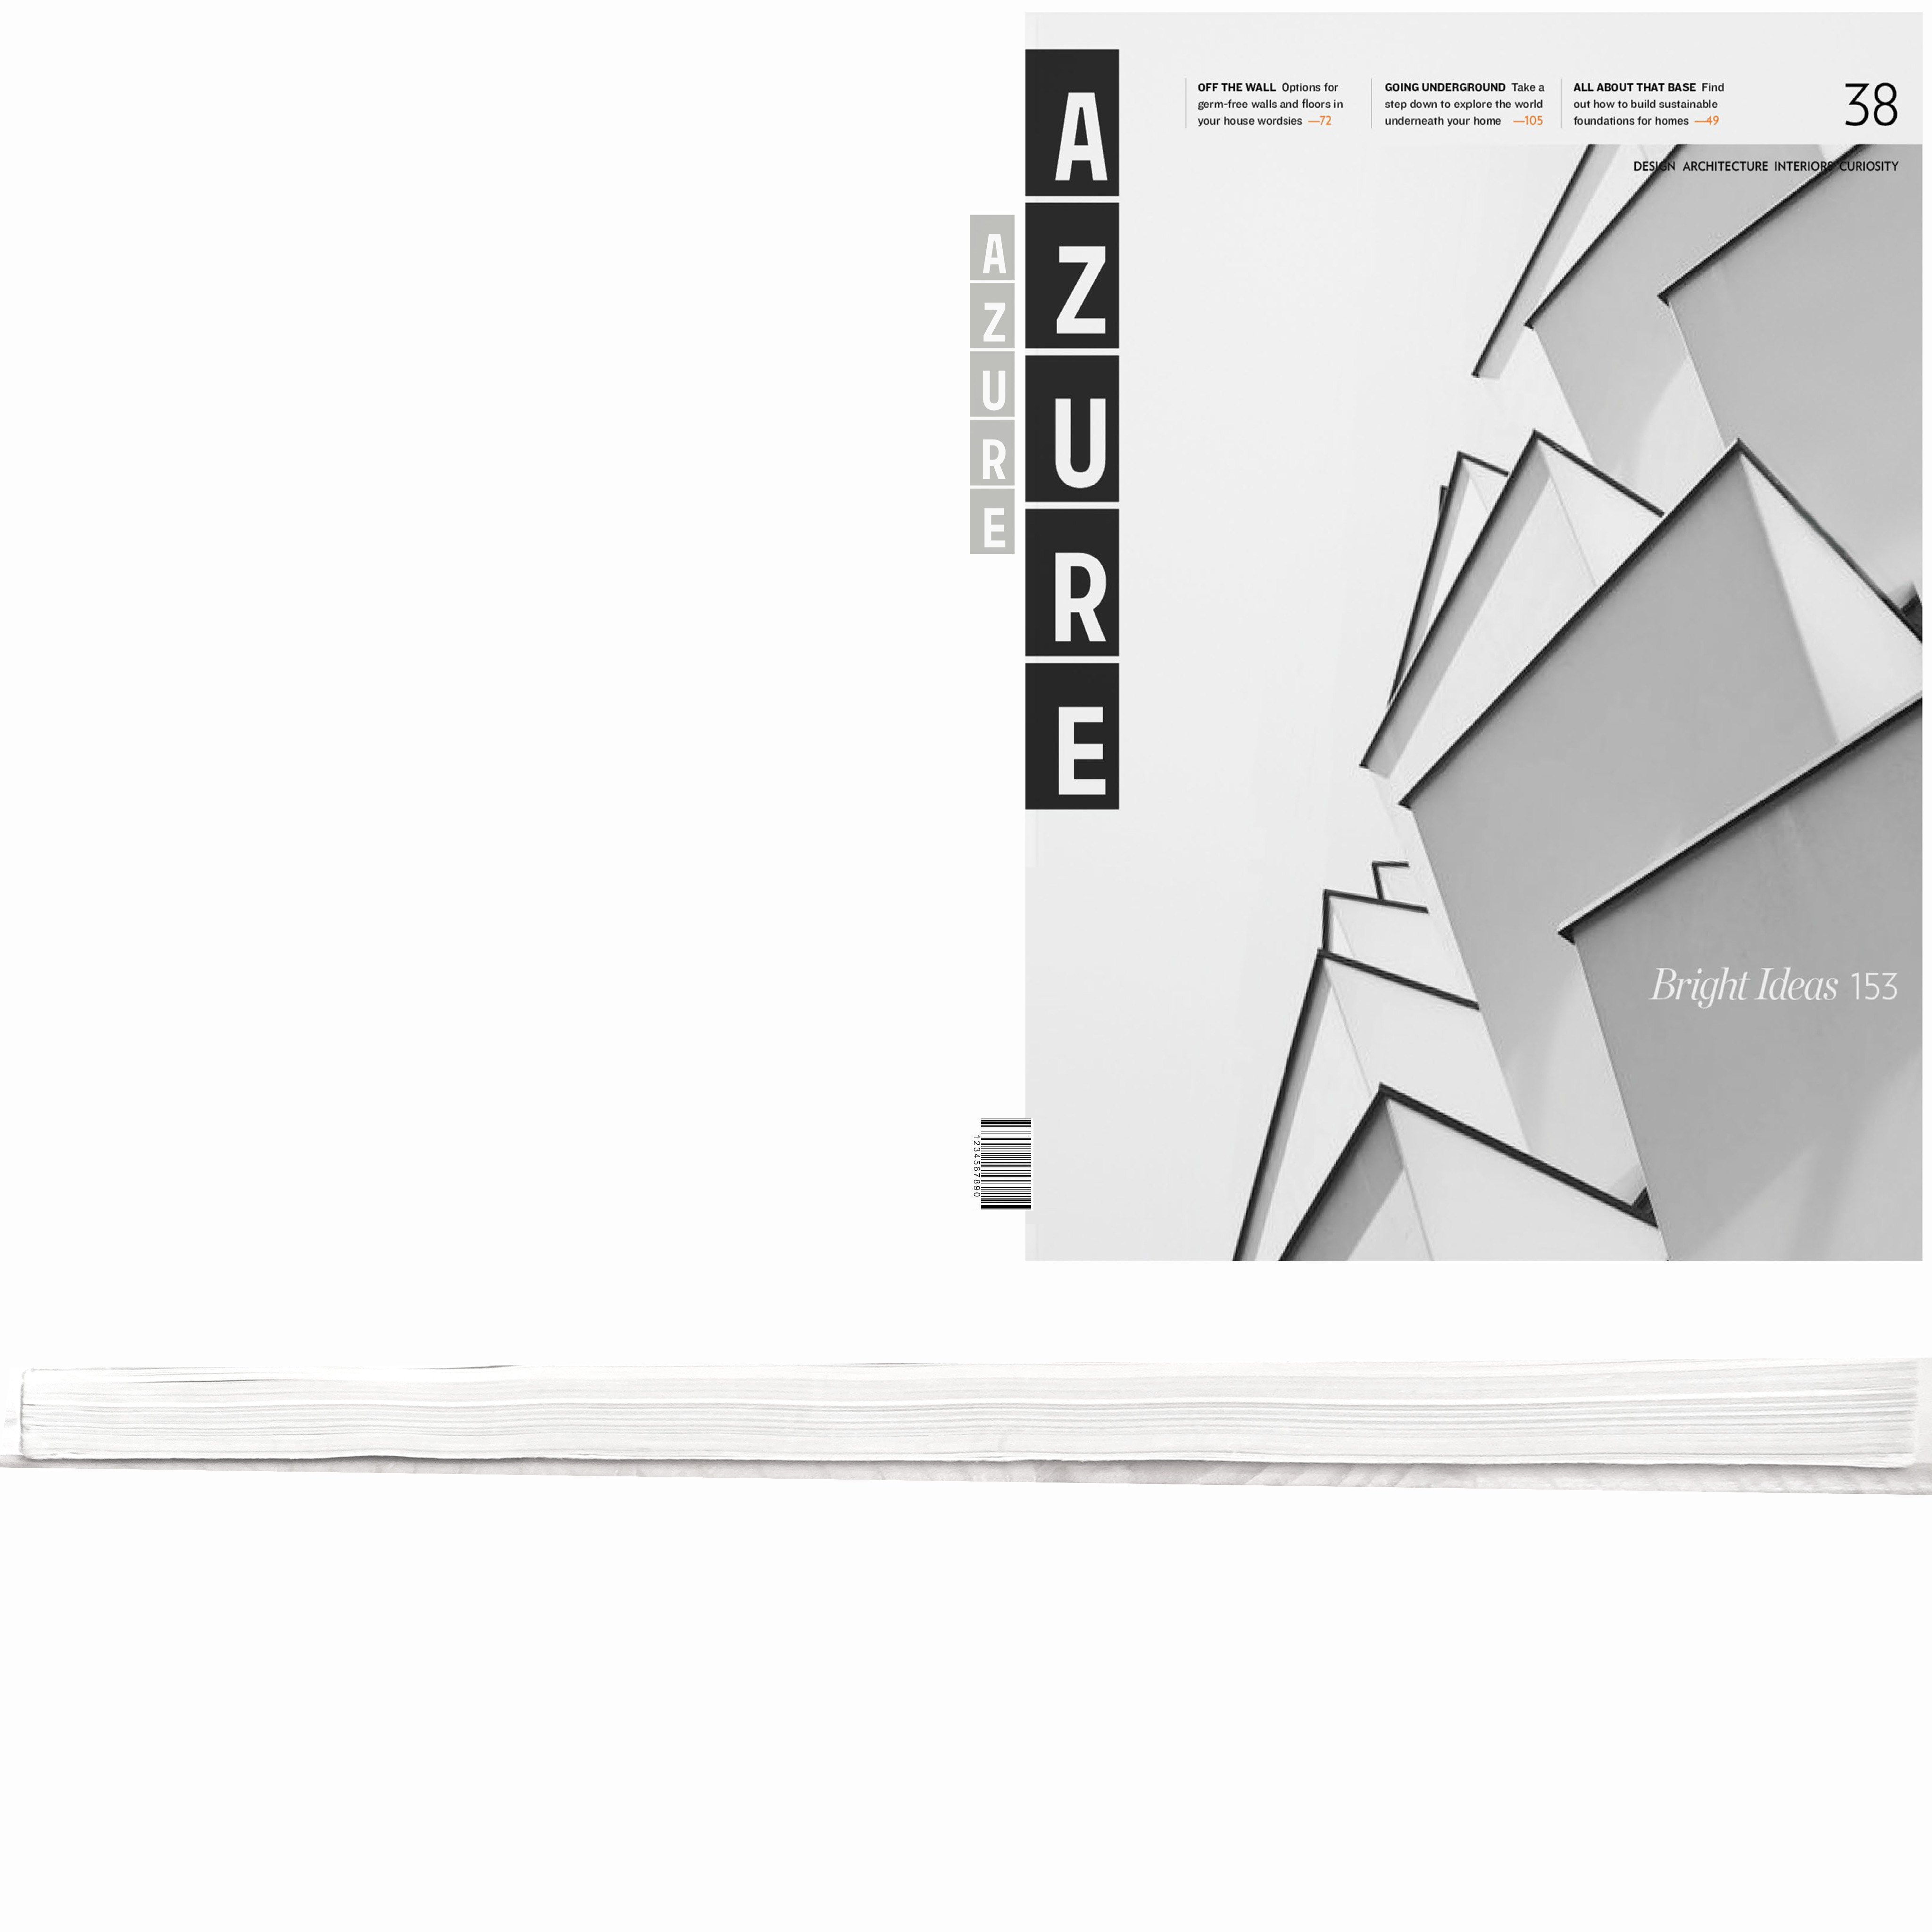 AZURE
AZURE
OFF THE WALL Options for
germ-free walls and floors in
your house wordsies —72
GOING UNDERGROUND Take a
step down to explore the world
underneath your home —105
ALL ABOUT THAT BASE Find
out how to build sustainable
foundations for homes —49
38
DESIGN ARCHITECTURE INTERIORS CURIOSITY
Bright Ideas 153
1234567890